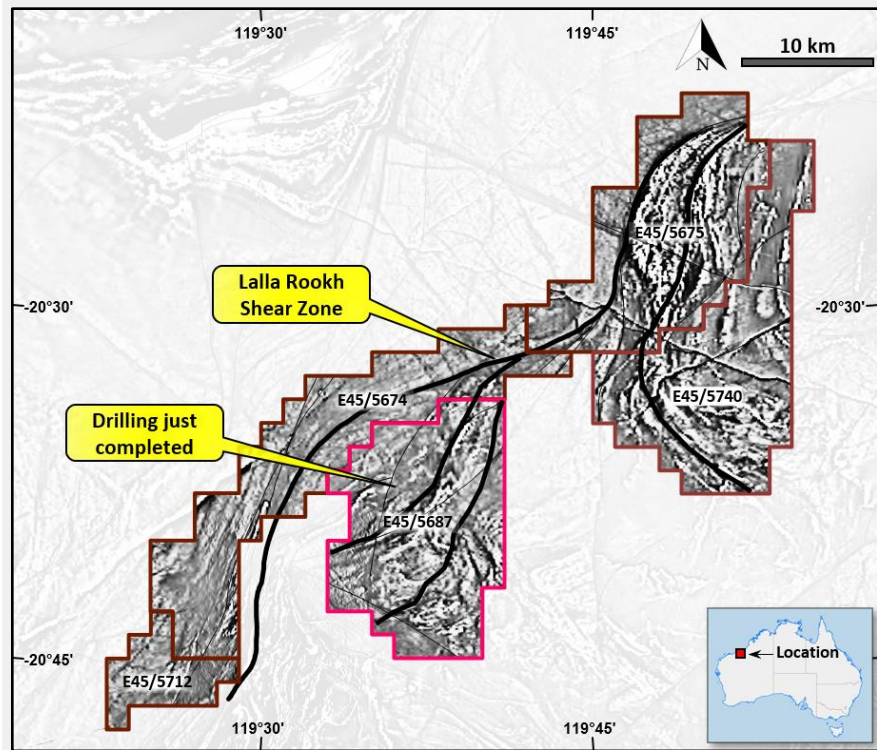 119°30'
119°45'
N
10 km
E45/5675
Lalla Rookh
Shear Zone
-20°30'
-20°30'
E45/5674
E45/5740
Drilling just
completed
E45/5687
Location
-20°45'
E45/5712
119°30'
119°45'